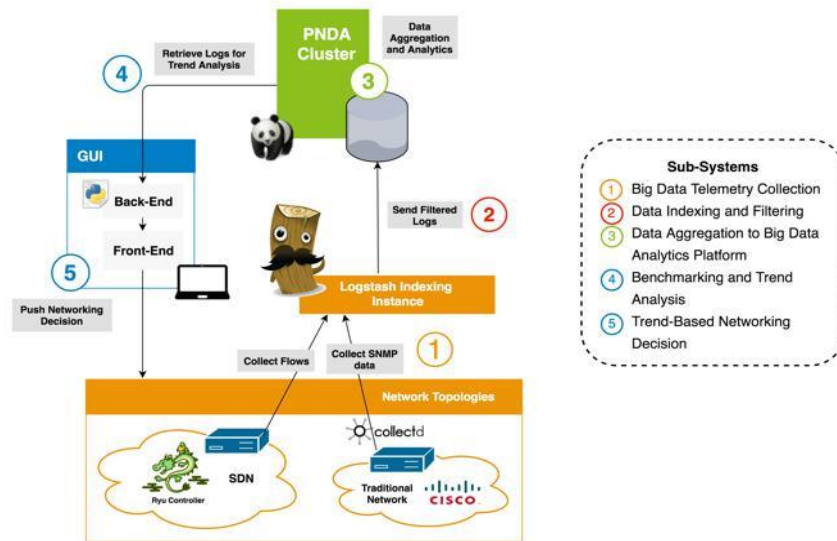 PNDA
Cluster
Data
Aggregation
and Analytics
Retrieve Logs for
Trend Analysis
4
3
GUI
Back-End
Front-End
5
Send Filtered
Logs
2
Logstash Indexing
Instance
Push Networking
Decision
Collect Flows
Collect SNMP
data
1
Network Topologies
collectd
SDN
Ryu Controller
Traditional
Network
CISCO
Sub-Systems
1 Big Data Telemetry Collection
2 Data Indexing and Filtering
3 Data Aggregation to Big Data
Analytics Platform
4 Benchmarking and Trend
Analysis
5 Trend-Based Networking
Decision